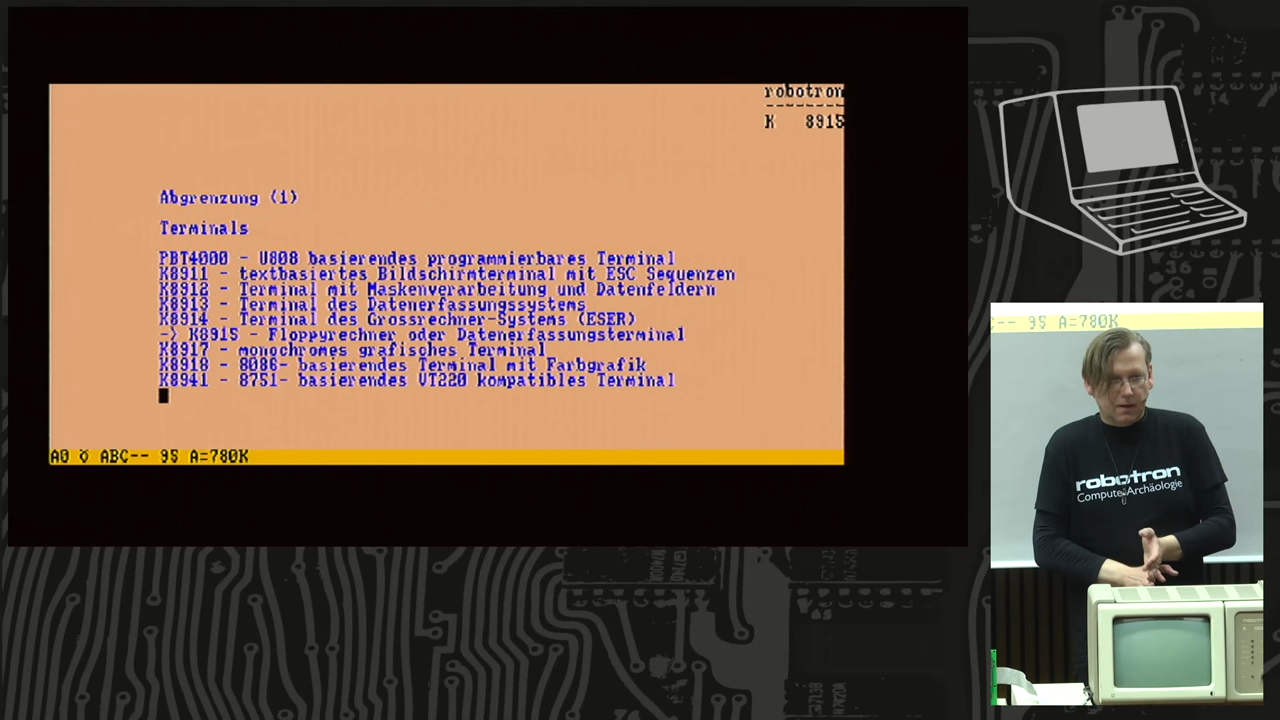 robotron
--------
K 8915
Abgrenzung (1)
Terminals
PBT4000 - U808 basierendes programmierbares Terminal
K8911 - textbasiertes Bildschirmterminal mit ESC Sequenzen
K8912 - Terminal mit Maskenverarbeitung und Datenfeldern
K8913 - Terminal des Datenerfassungssystems
K8914 - Terminal des Grossrechner-Systems (ESER)
-> K8915 - Floppyrechner oder Datenerfassungsterminal
K8917 - monochromes grafisches Terminal
K8918 - 8086- basierendes Terminal mit Farbgrafik
K8941 - 8751- basierendes VT220 kompatibles Terminal
A0 ABC-- 95 A=780K
-- 95 A=780K
robotron
Computer-Archäologie